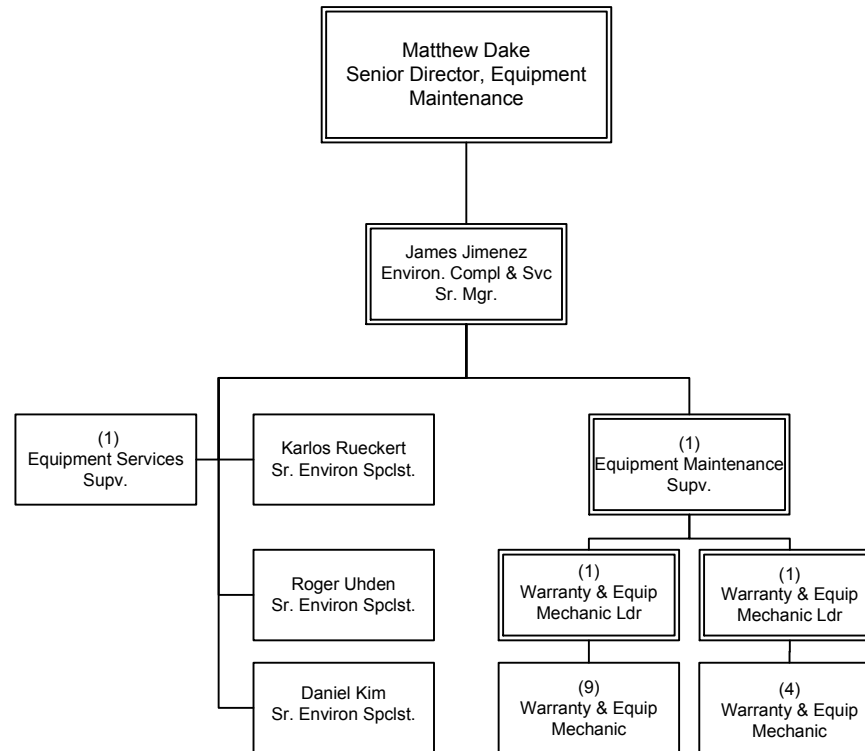 Matthew Dake
Senior Director, Equipment
Maintenance
James Jimenez
Environ. Compl & Svc
Sr. Mgr.
(1)
Equipment Services
Supv.
Karlos Rueckert
Sr. Environ Spclst.
(1)
Equipment Maintenance
Supv.
Roger Uhden
Sr. Environ Spclst.
(1)
Warranty & Equip
Mechanic Ldr
(1)
Warranty & Equip
Mechanic Ldr
Daniel Kim
Sr. Environ Spclst.
(9)
Warranty & Equip
Mechanic
(4)
Warranty & Equip
Mechanic